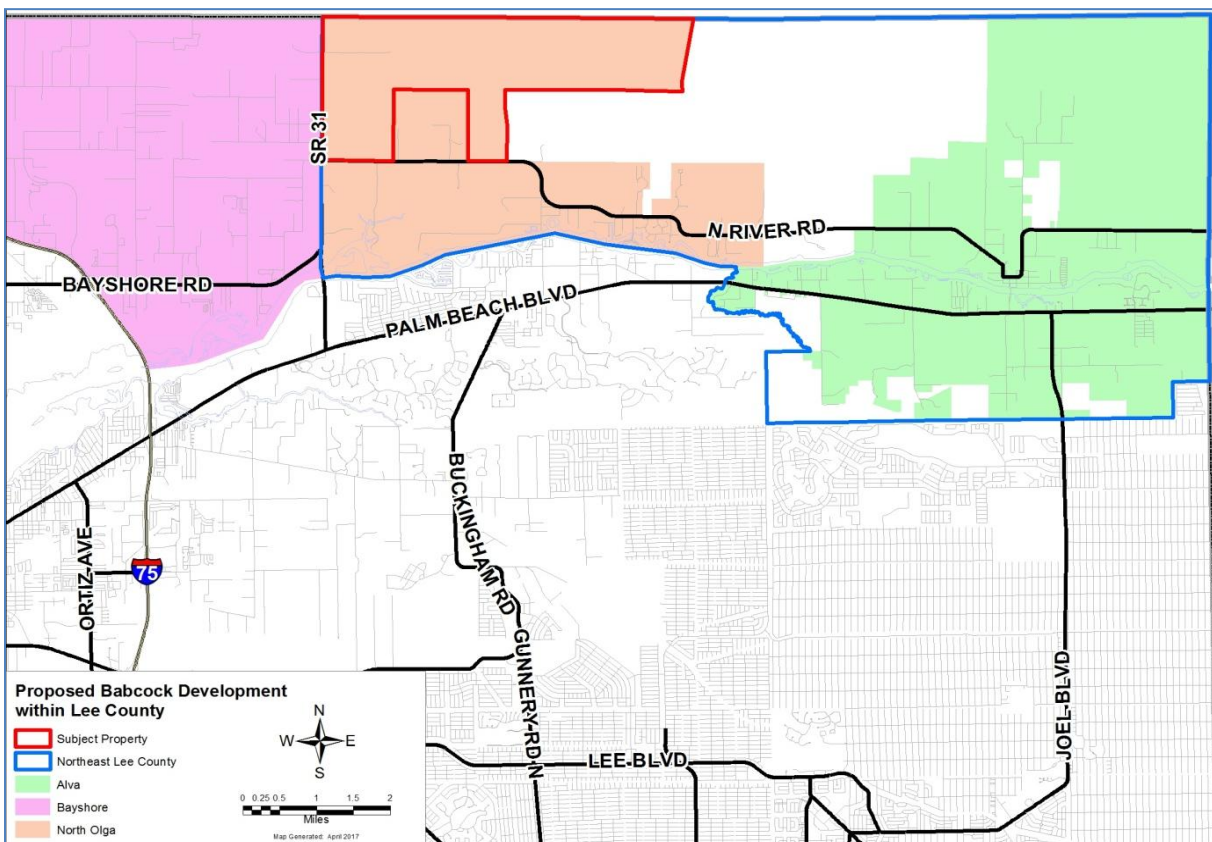 SR 31
N RIVER RD
BAYSHORE RD
PALM BEACH BLVD
BUCKINGHAM RD
ORTIZ AVE
75
GUNNERY RD N
JOEL BLVD
LEE BLVD
Proposed Babcock Development
within Lee County
Subject Property
Northeast Lee County
Alva
Bayshore
North Olga
N
W E
S
0 0.25 0.5 1 1.5 2
Miles
Map Generated: April 2017